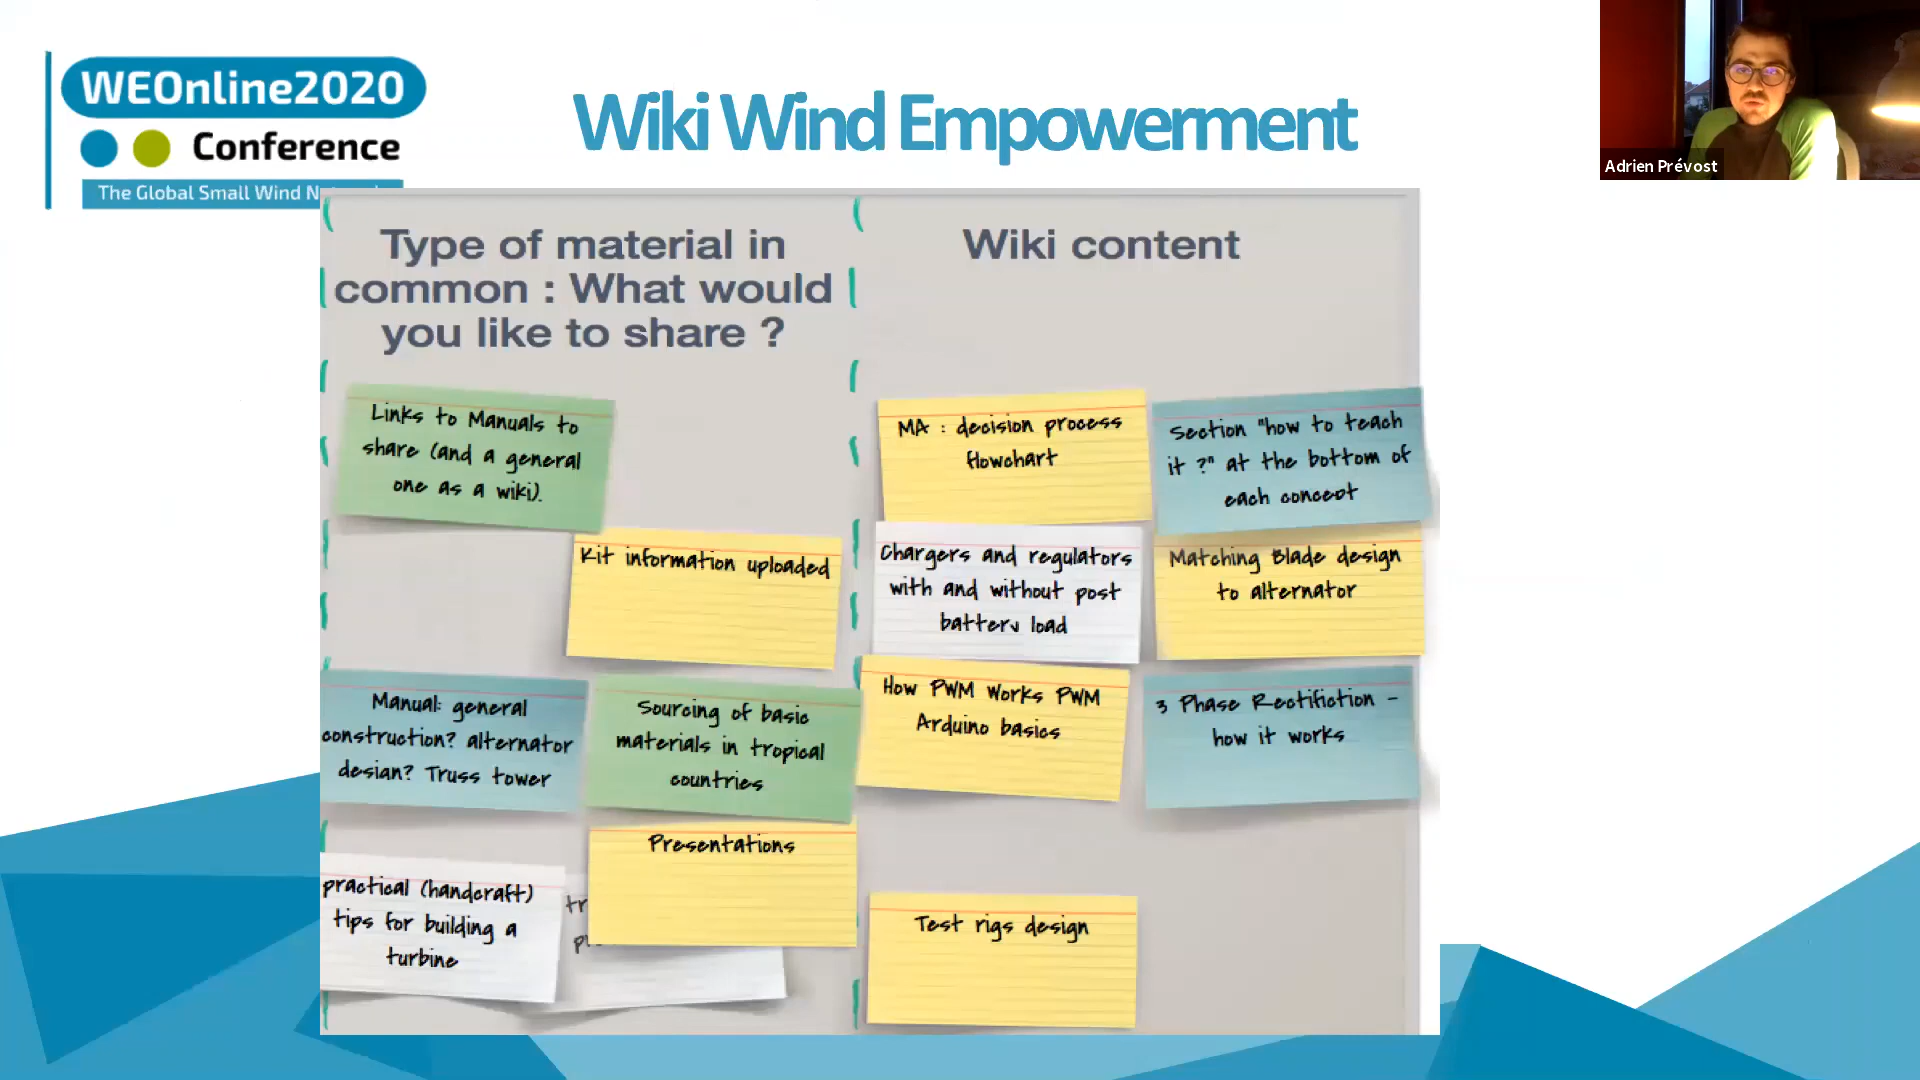 WEOnline2020
Conference
The Global Small Wind
Wiki Wind Empowerment
Adrien Prévost
Type of material in
common : What would
you like to share ?
Links to Manuals to
share (and a general
one as a wiki).
Kit information uploaded
Manual: general
construction? alternator
design? Truss tower
Sourcing of basic
materials in tropical
countries
Presentations
practical (handcraft)
tips for building a
turbine
Wiki content
MA : decision process
flowchart
Section "how to teach
it ?" at the bottom of
each concept
Chargers and regulators
with and without post
battery load
Matching Blade design
to alternator
How PWM Works PWM
Arduino basics
3 Phase Rectifiction -
how it works
Test rigs design